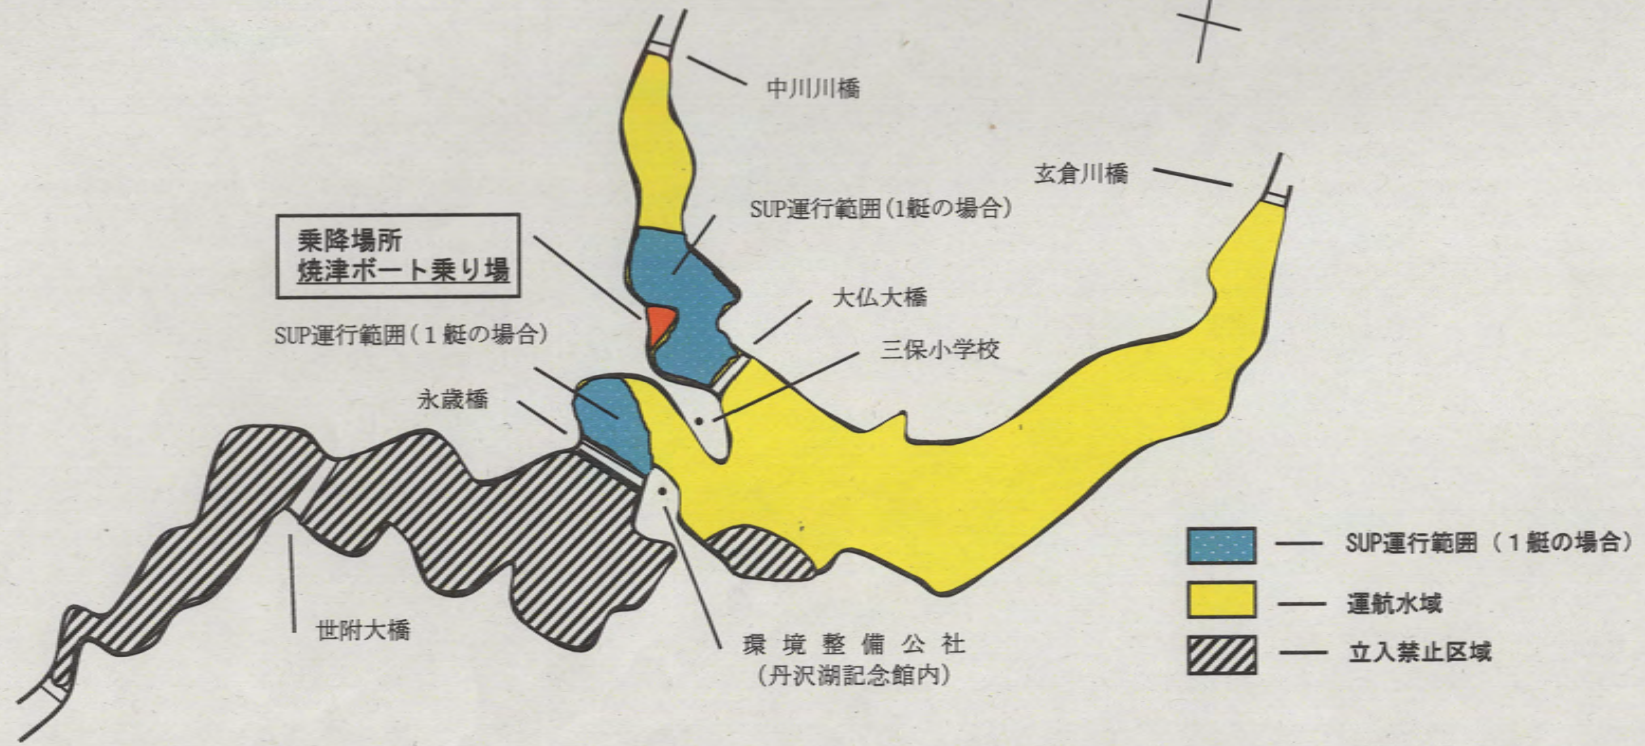 中川川橋
玄倉川橋
SUP運行範囲(1艇の場合)
乗降場所
焼津ボート乗り場
大仏大橋
SUP運行範囲(1艇の場合)
三保小学校
永歳橋
SUP運行範囲(1艇の場合)
運航水域
世附大橋
環境整備公社
(丹沢湖記念館内)
立入禁止区域